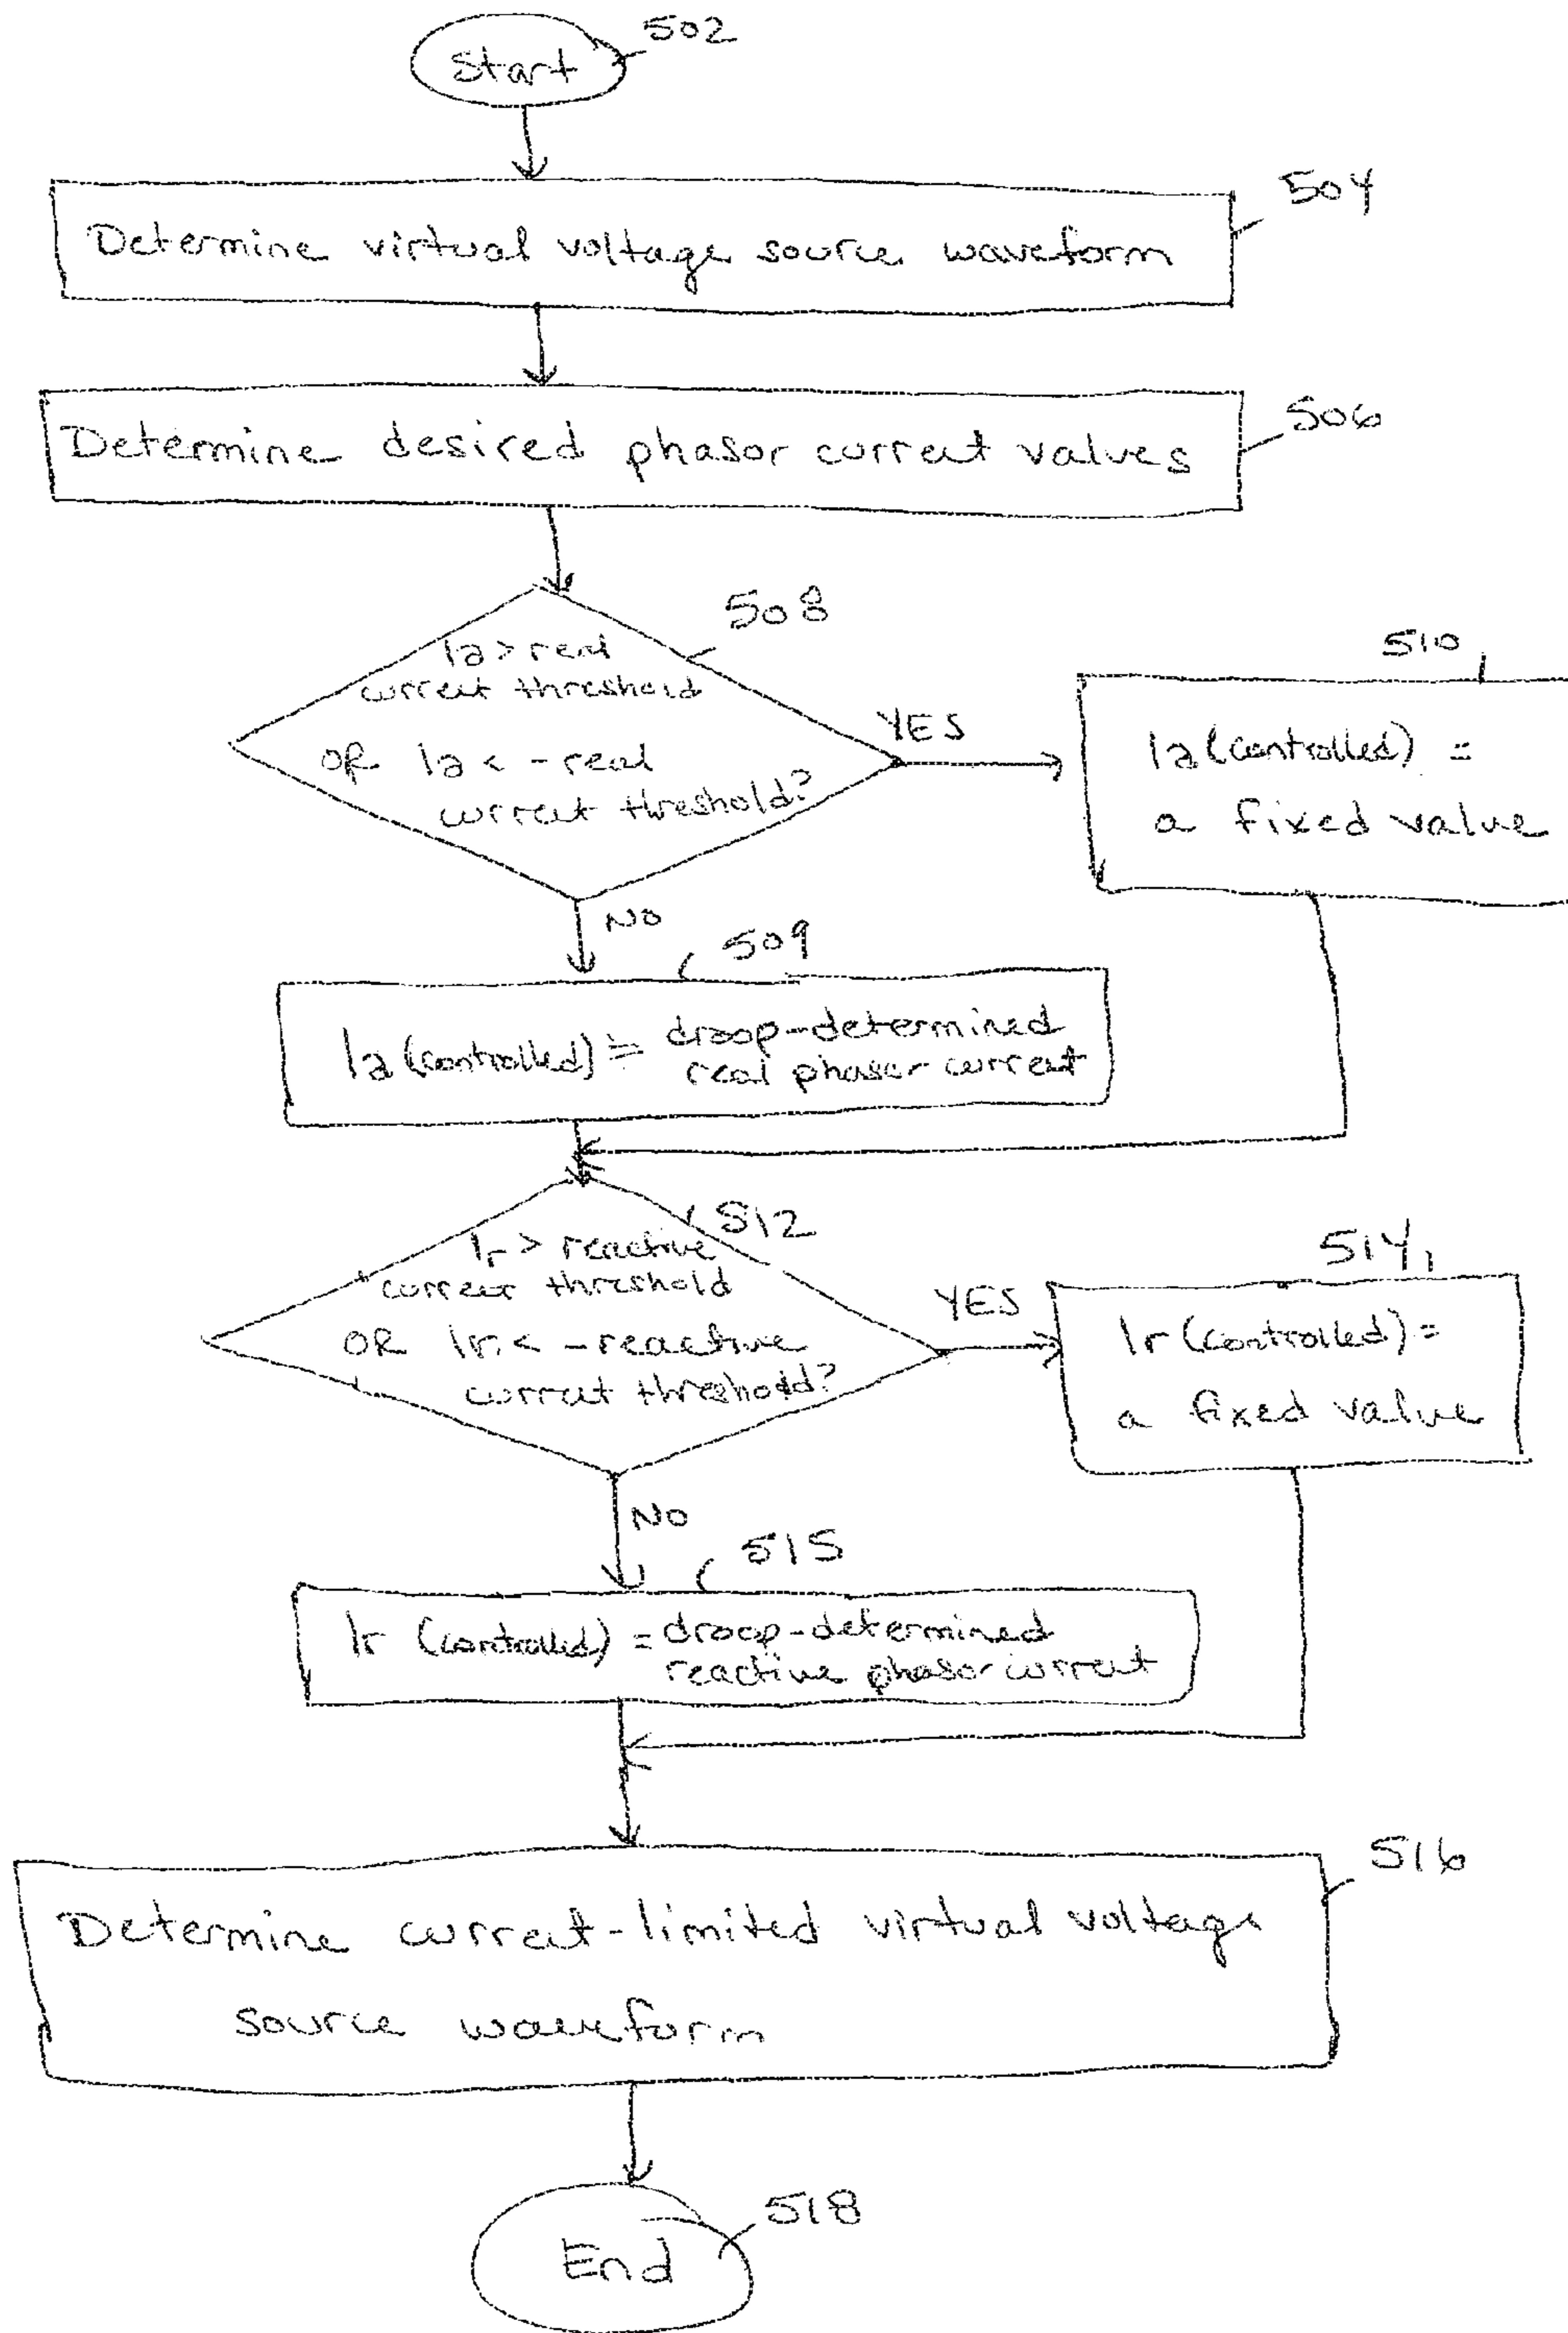 Start
502
504
Determine virtual voltage source waveform
506
Determine desired phasor current values
508
Ia > real
current threshold
OR Ia < -real
current threshold?
YES
510
Ia (controlled) =
a fixed value
NO
509
Ia (controlled) = droop-determined
real phasor current
512
Ir > reactive
current threshold
OR Ir < -reactive
current threshold?
YES
514
Ir (controlled) =
a fixed value
NO
515
Ir (controlled) = droop-determined
reactive phasor current
516
Determine current-limited virtual voltage
source waveform
End
518